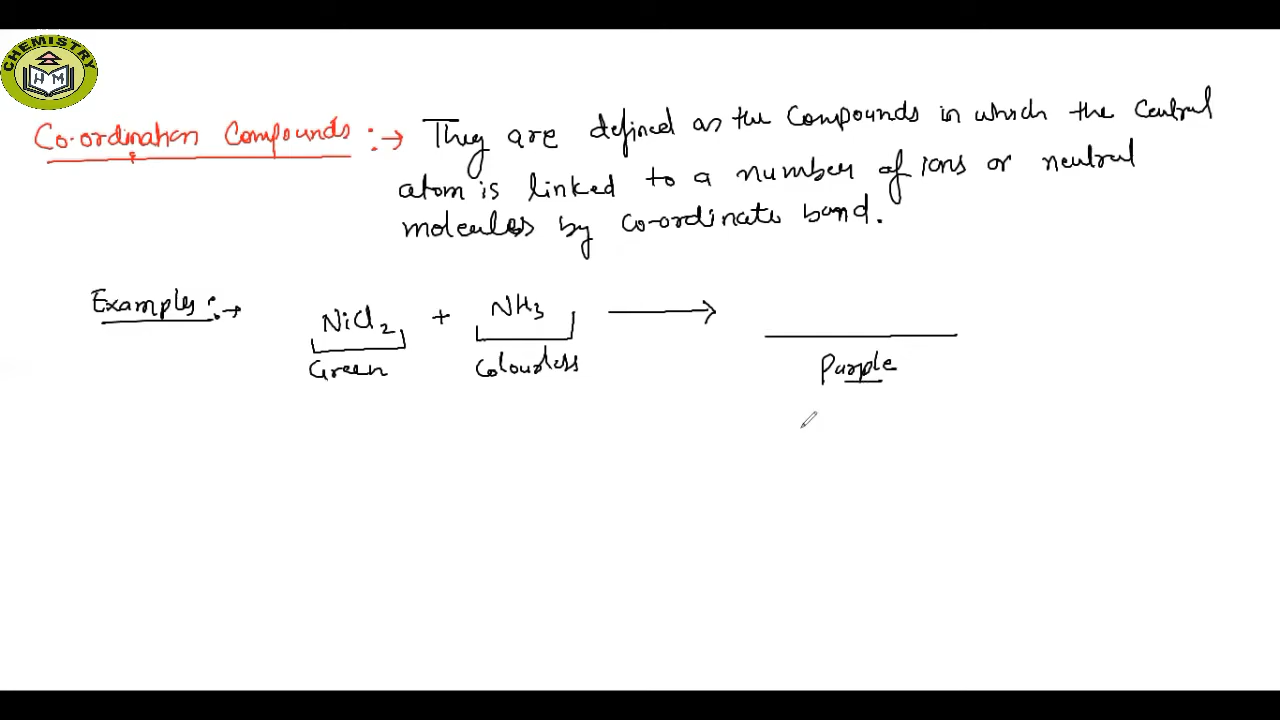 CHEMISTRY
HM
Co-ordination Compounds :→ They are defined as the Compounds in which the Central
atom is linked to a number of ions or neutral
molecules by co-ordinate bond.
Examples :→ NiCl2 + NH3 →
Green Colourless Purple